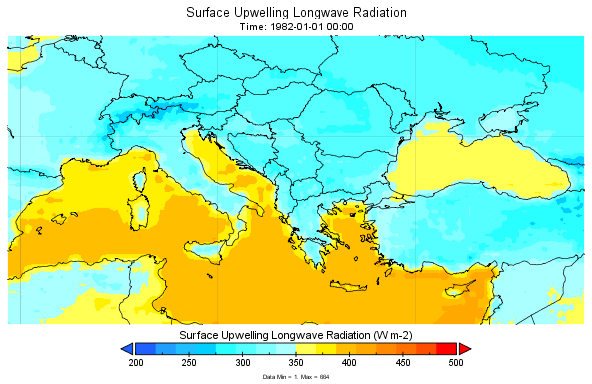 Surface Upwelling Longwave Radiation
Time: 1982-01-01 00:00
Surface Upwelling Longwave Radiation (W m-2)
200 250 300 350 400 450 500
Data Min = 1, Max = 664